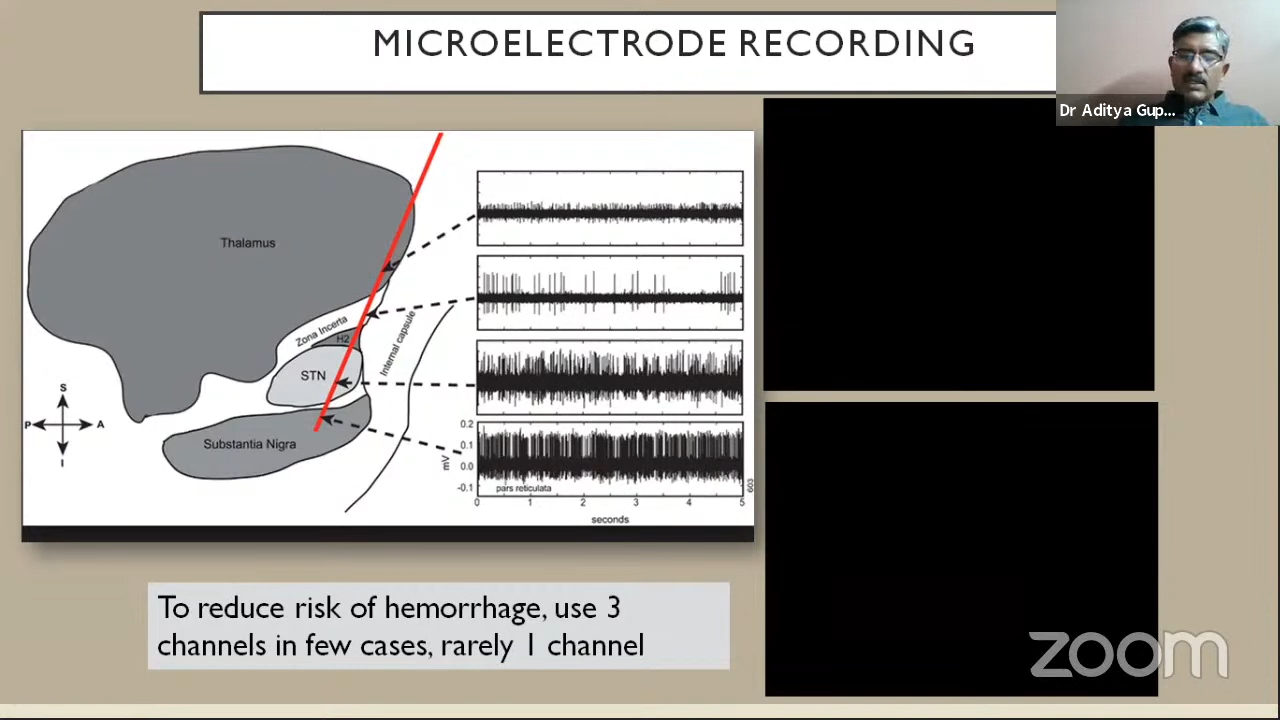 MICROELECTRODE RECORDING
Dr Aditya Gup...
Thalamus
Zona Incerta
H2
Internal capsule
STN
Substantia Nigra
S
P
A
I
0.2
0.1
0.0
-0.1
mV
pars reticulata
603
0 1 2 3 4 5
seconds
To reduce risk of hemorrhage, use 3
channels in few cases, rarely 1 channel
zoom